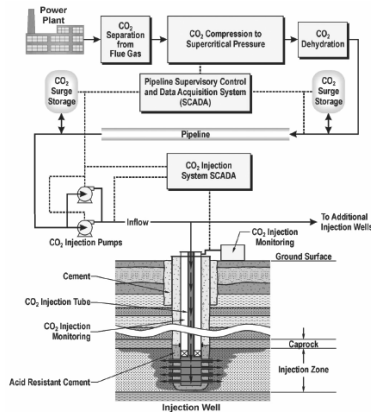 Power
Plant
CO2
Separation
from
Flue Gas
CO2 Compression to
Supercritical Pressure
CO2
Dehydration
CO2
Surge
Storage
Pipeline Supervisory Control
and Data Acquisition System
(SCADA)
CO2
Surge
Storage
Pipeline
CO2 Injection
System SCADA
Inflow
To Additional
Injection Wells
CO2 Injection Pumps
CO2 Injection
Monitoring
Ground Surface
Cement
CO2 Injection Tube
CO2 Injection
Monitoring
Caprock
Injection Zone
Acid Resistant Cement
Injection Well